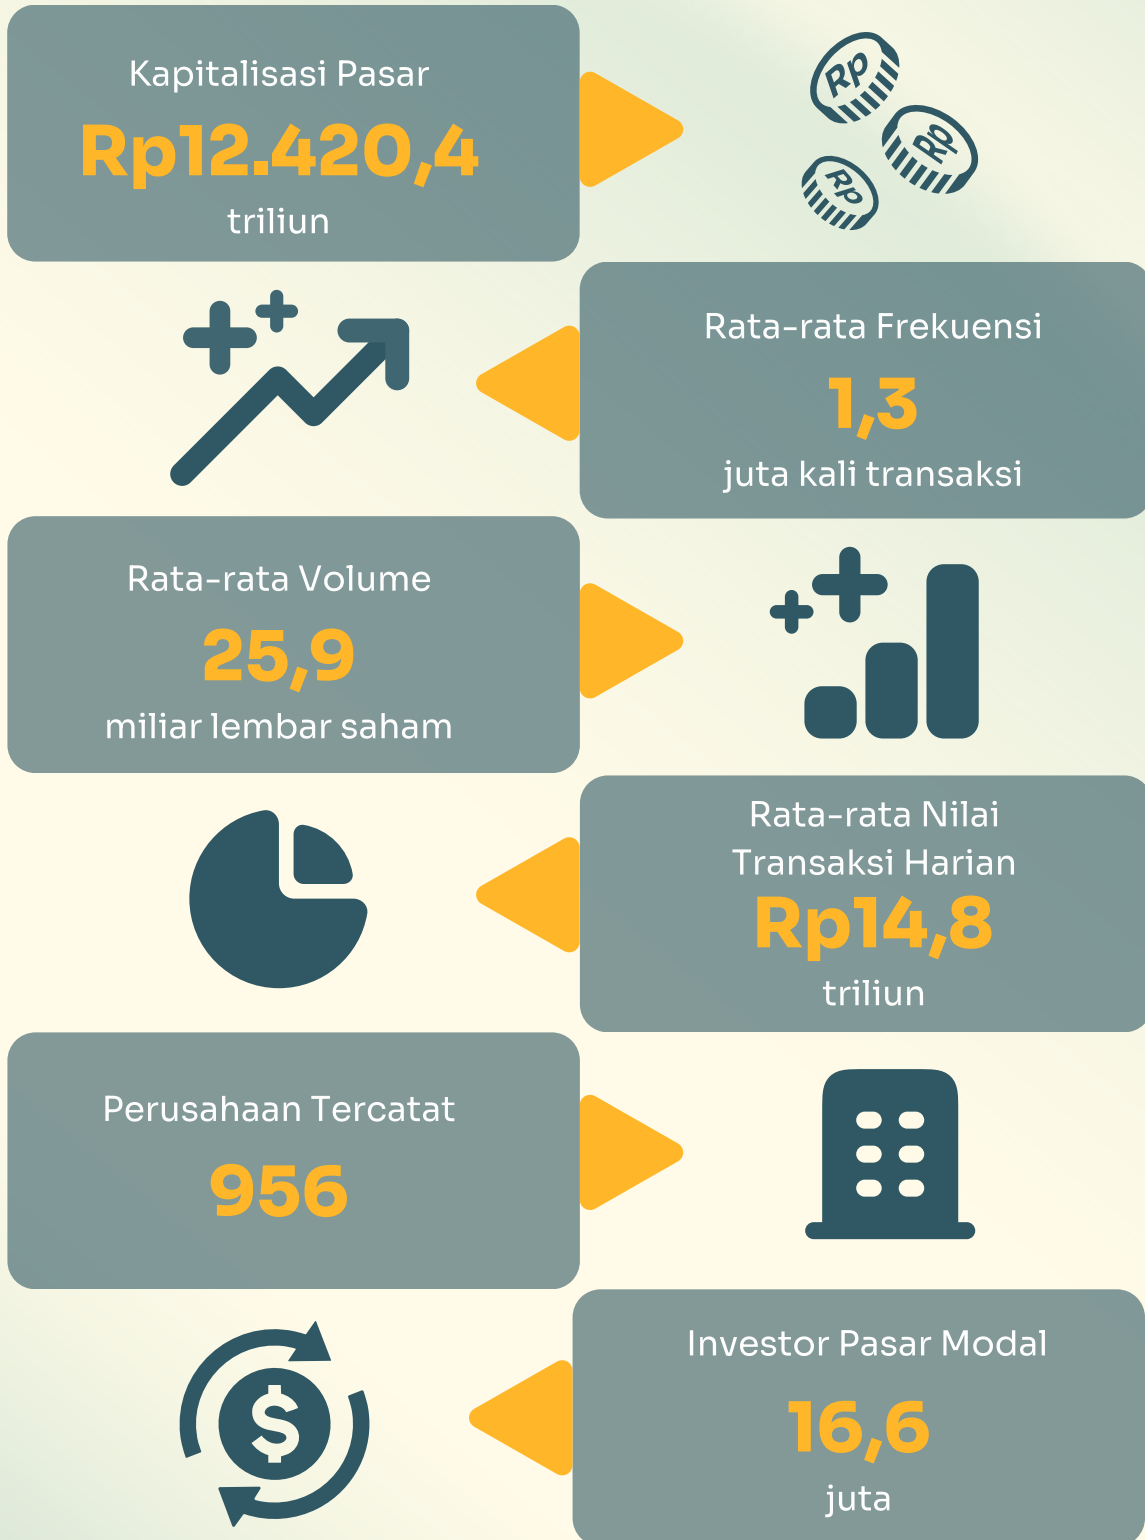 Kapitalisasi Pasar
Rp12.420,4
triliun
Rp
Rp
Rp
Rata-rata Frekuensi
1,3
juta kali transaksi
Rata-rata Volume
25,9
miliar lembar saham
Rata-rata Nilai
Transaksi Harian
Rp14,8
triliun
Perusahaan Tercatat
956
Investor Pasar Modal
16,6
juta
$